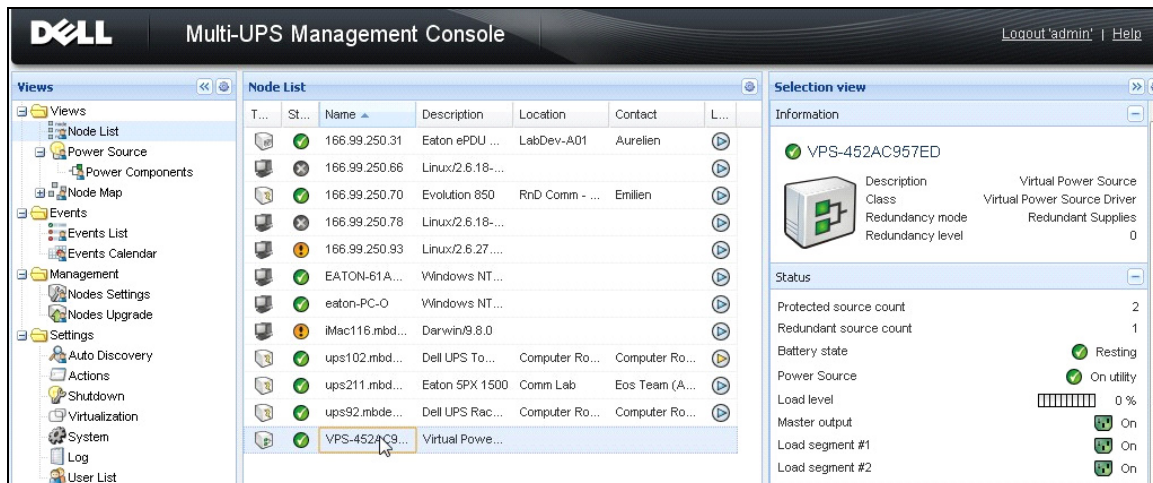 DELL Multi-UPS Management Console Logout 'admin' | Help
Views
Views
Node List
Power Source
Power Components
Node Map
Events
Events List
Events Calendar
Management
Nodes Settings
Nodes Upgrade
Settings
Auto Discovery
Actions
Shutdown
Virtualization
System
Log
User List
Node List
T... St... Name Description Location Contact L...
166.99.250.31 Eaton ePDU ... LabDev-A01 Aurelien
166.99.250.66 Linux/2.6.18-...
166.99.250.70 Evolution 850 RnD Comm - ... Emilien
166.99.250.78 Linux/2.6.18-...
166.99.250.93 Linux/2.6.27....
EATON-61A... Windows NT...
eaton-PC-O Windows NT...
iMac116.mbd... Darwin/9.8.0
ups102.mbd... Dell UPS To... Computer Ro... Computer Ro...
ups211.mbd... Eaton 5PX 1500 Comm Lab Eos Team (A...
ups92.mbde... Dell UPS Rac... Computer Ro... Computer Ro...
VPS-452AC9... Virtual Powe...
Selection view
Information
VPS-452AC957ED
Description Virtual Power Source
Class Virtual Power Source Driver
Redundancy mode Redundant Supplies
Redundancy level 0
Status
Protected source count 2
Redundant source count 1
Battery state Resting
Power Source On utility
Load level 0 %
Master output On
Load segment #1 On
Load segment #2 On